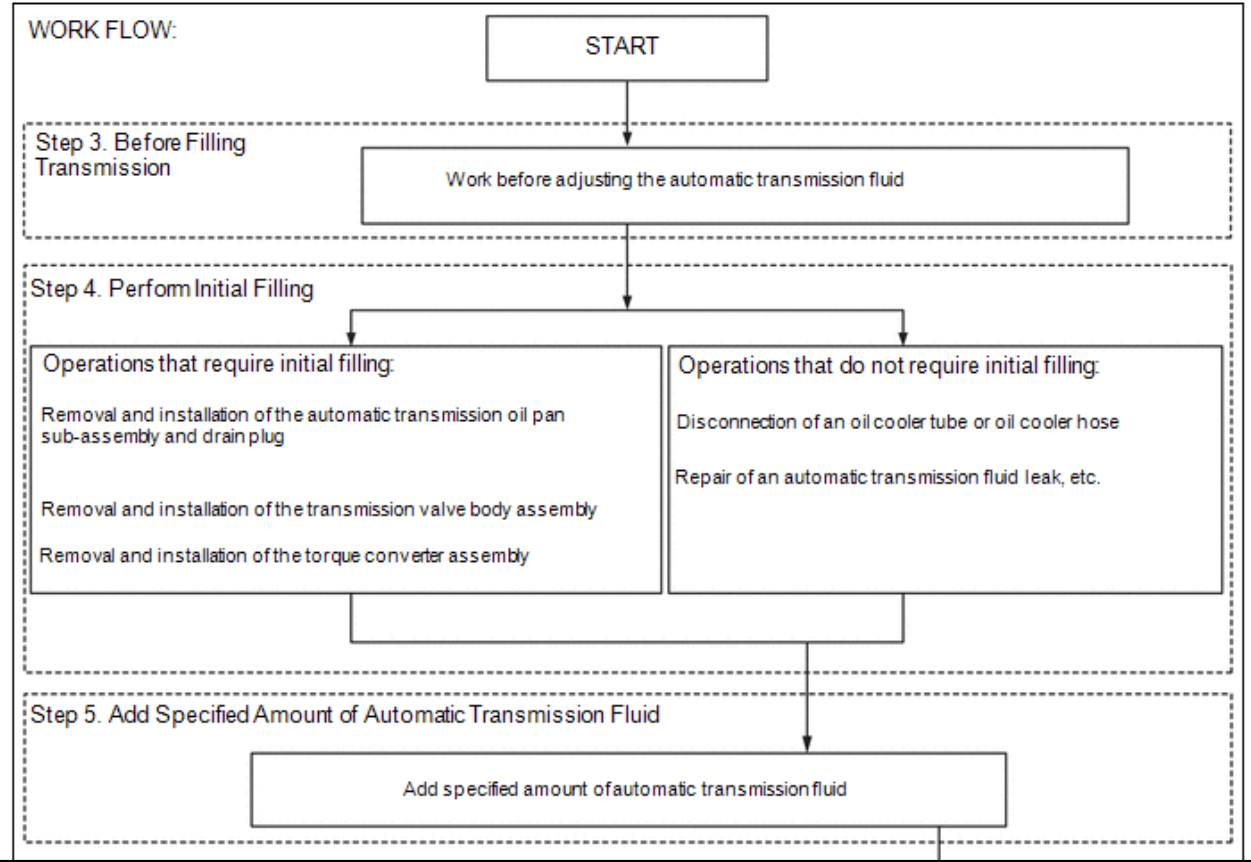 WORK FLOW:
START
Step 3. Before Filling
Transmission
Work before adjusting the automatic transmission fluid
Step 4. Perform Initial Filling
Operations that require initial filling:
Removal and installation of the automatic transmission oil pan
sub-assembly and drain plug
Removal and installation of the transmission valve body assembly
Removal and installation of the torque converter assembly
Operations that do not require initial filling:
Disconnection of an oil cooler tube or oil cooler hose
Repair of an automatic transmission fluid leak, etc.
Step 5. Add Specified Amount of Automatic Transmission Fluid
Add specified amount of automatic transmission fluid